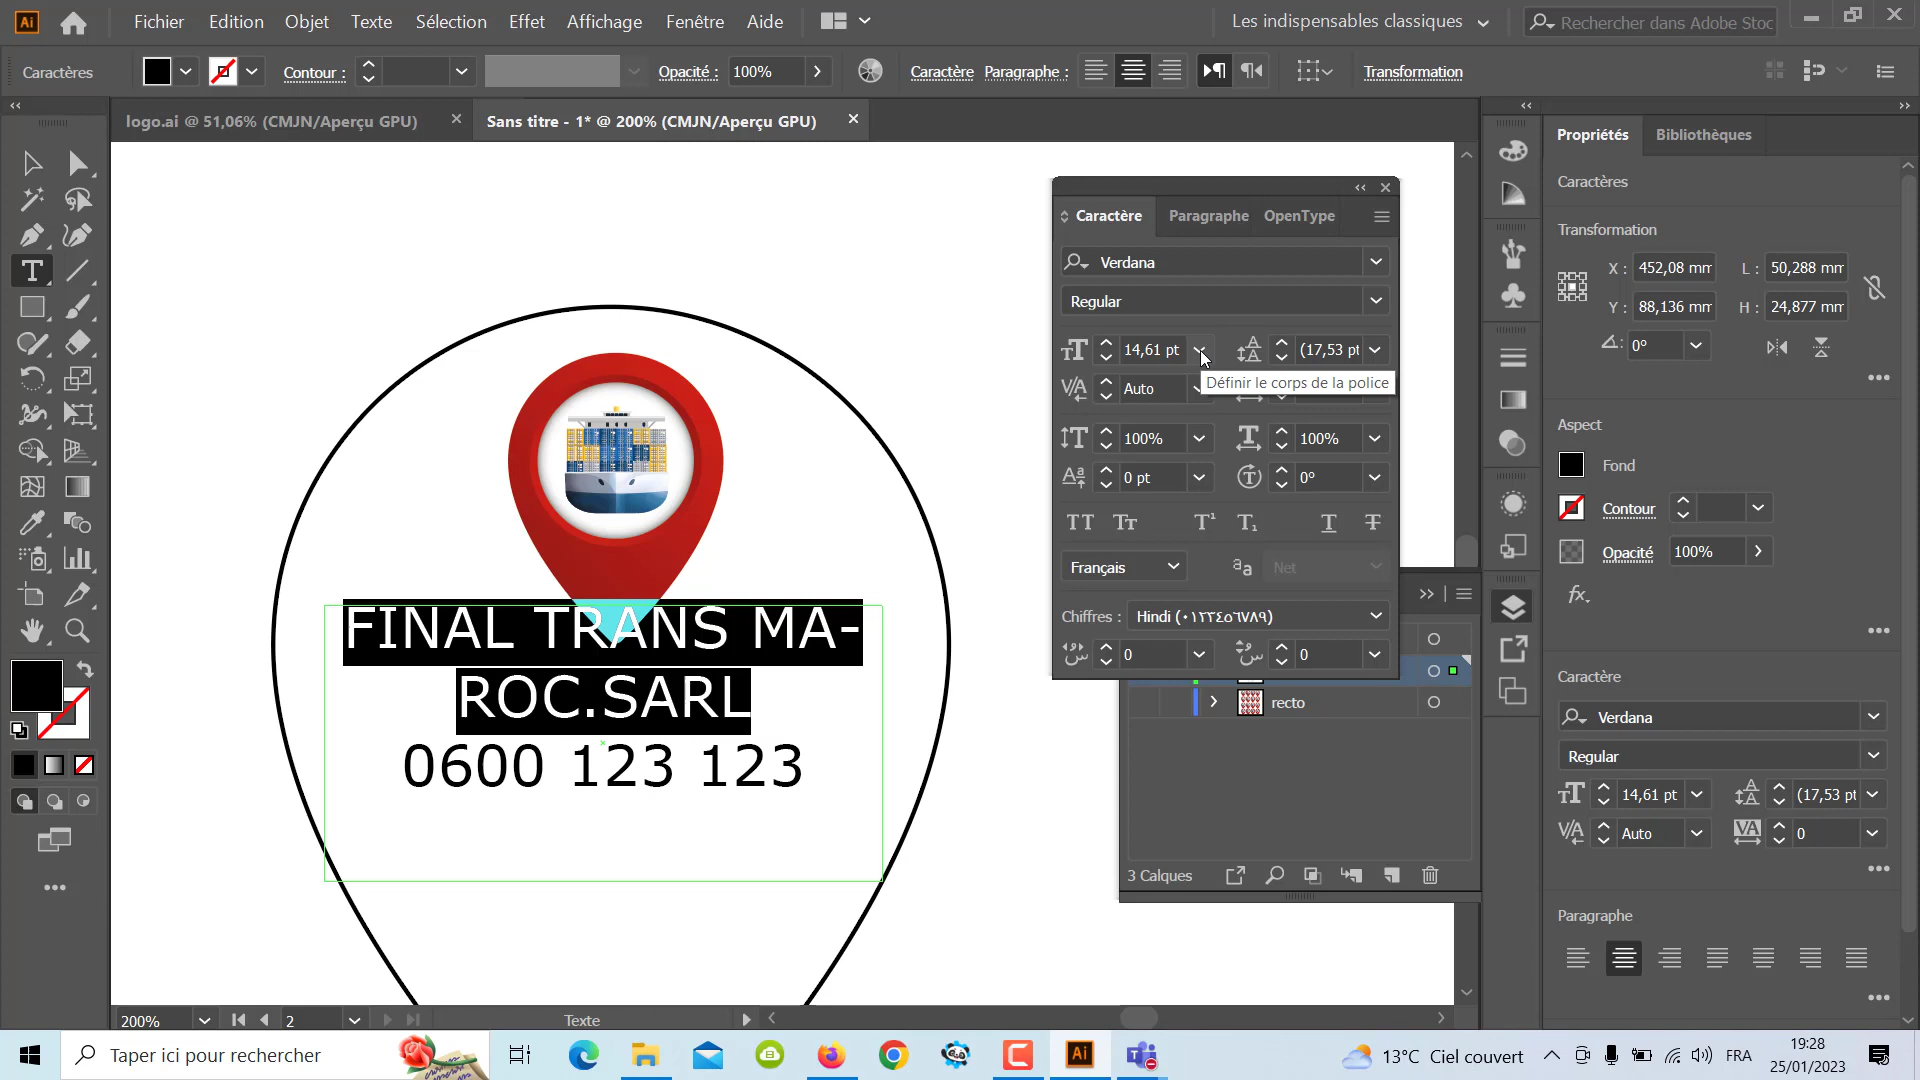 Ai Fichier Edition Objet Texte Sélection Effet Affichage Fenêtre Aide Les indispensables classiques Rechercher dans Adobe Stoc
Caractères Contour : Opacité : 100% Caractère Paragraphe : Transformation
logo.ai @ 51,06% (CMJN/Aperçu GPU) × Sans titre - 1* @ 200% (CMJN/Aperçu GPU) ×
Propriétés Bibliothèques
Caractères
Transformation
X : 452,08 mm L : 50,288 mm
Y : 88,136 mm H : 24,877 mm
0°
Aspect
Fond
Contour
Opacité 100%
fx.
Caractère
Verdana
Regular
14,61 pt (17,53 pt
Auto 0
Paragraphe
Caractère Paragraphe OpenType
Verdana
Regular
14,61 pt (17,53 pt
Auto
Définir le corps de la police
100% 100%
0 pt 0°
Français Net
Chiffres : Hindi (٠١٢٣٤٥٦٧٨٩)
0 0
recto
3 Calques
FINAL TRANS MA-
ROC.SARL
0600 123 123
200% 2 Texte
Taper ici pour rechercher
Ai
13°C Ciel couvert FRA
19:28
25/01/2023